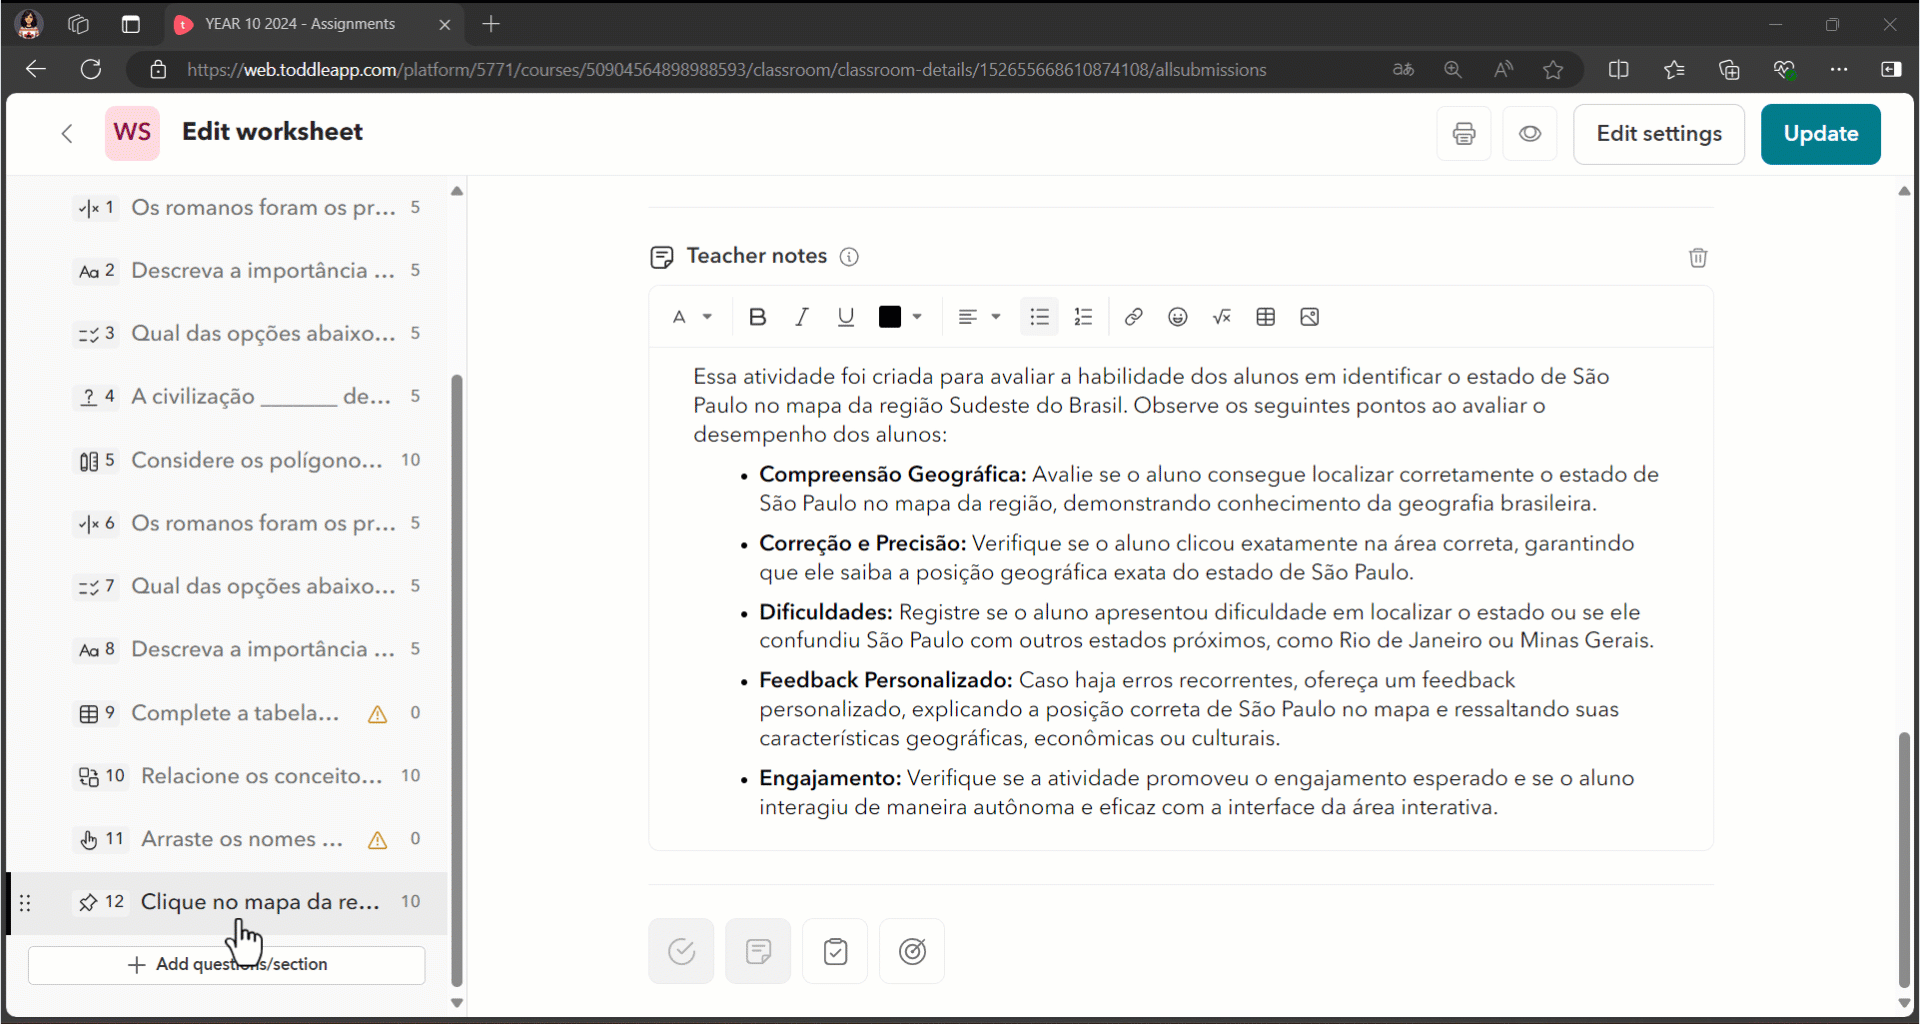 YEAR 10 2024 - Assignments
https://web.toddleapp.com/platform/5771/courses/50904564898988593/classroom/classroom-details/152655668610874108/allsubmissions
WS Edit worksheet
Edit settings
Update
1 Os romanos foram os pr... 5
Aa 2 Descreva a importância ... 5
3 Qual das opções abaixo... 5
? 4 A civilização _______ de... 5
5 Considere os polígono... 10
6 Os romanos foram os pr... 5
7 Qual das opções abaixo... 5
Aa 8 Descreva a importância ... 5
9 Complete a tabela... 0
10 Relacione os conceito... 10
11 Arraste os nomes ... 0
12 Clique no mapa da re... 10
+ Add questions/section
Teacher notes
A B I U
Essa atividade foi criada para avaliar a habilidade dos alunos em identificar o estado de São
Paulo no mapa da região Sudeste do Brasil. Observe os seguintes pontos ao avaliar o
desempenho dos alunos:
• Compreensão Geográfica: Avalie se o aluno consegue localizar corretamente o estado de
São Paulo no mapa da região, demonstrando conhecimento da geografia brasileira.
• Correção e Precisão: Verifique se o aluno clicou exatamente na área correta, garantindo
que ele saiba a posição geográfica exata do estado de São Paulo.
• Dificuldades: Registre se o aluno apresentou dificuldade em localizar o estado ou se ele
confundiu São Paulo com outros estados próximos, como Rio de Janeiro ou Minas Gerais.
• Feedback Personalizado: Caso haja erros recorrentes, ofereça um feedback
personalizado, explicando a posição correta de São Paulo no mapa e ressaltando suas
características geográficas, econômicas ou culturais.
• Engajamento: Verifique se a atividade promoveu o engajamento esperado e se o aluno
interagiu de maneira autônoma e eficaz com a interface da área interativa.